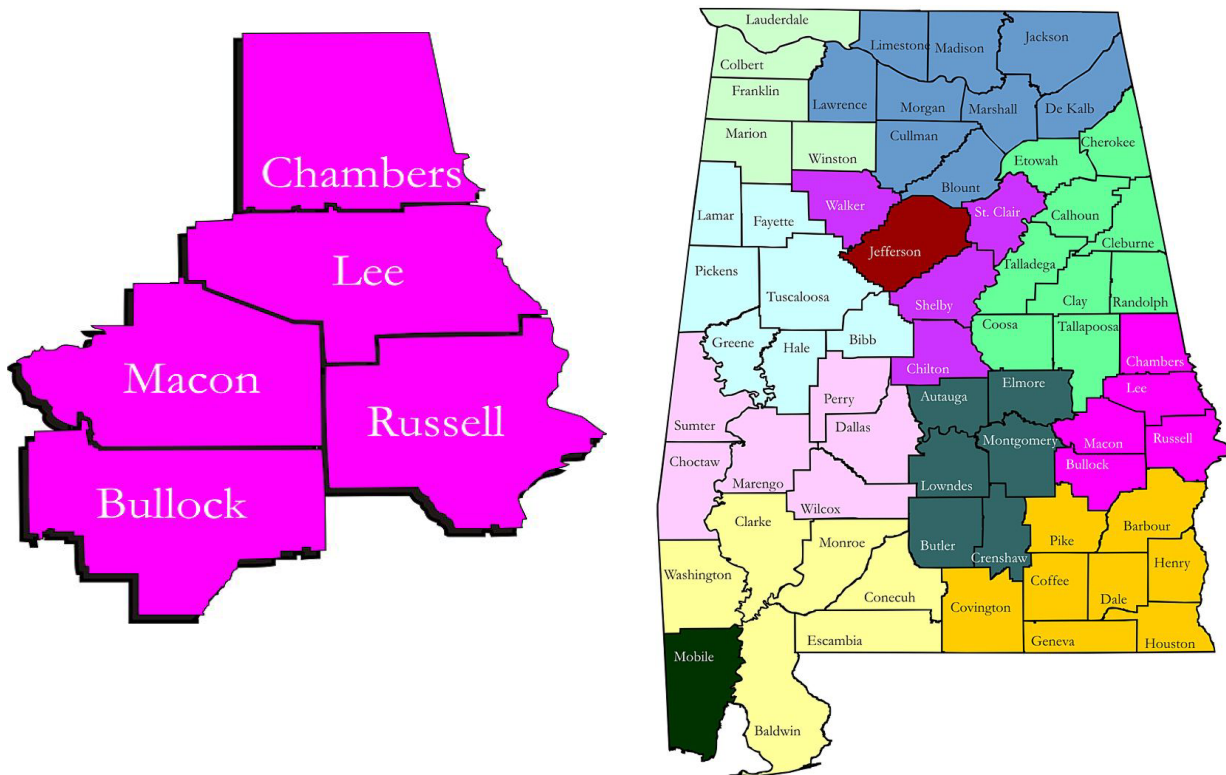 Chambers
Lee
Macon
Russell
Bullock
Lauderdale
Limestone
Madison
Jackson
Colbert
Franklin
Lawrence
Morgan
Marshall
De Kalb
Marion
Winston
Cullman
Cherokee
Etowah
Blount
Lamar
Fayette
Walker
St. Clair
Calhoun
Jefferson
Cleburne
Pickens
Talladega
Tuscaloosa
Clay
Randolph
Shelby
Greene
Hale
Bibb
Coosa
Tallapoosa
Chambers
Chilton
Perry
Autauga
Elmore
Lee
Sumter
Dallas
Montgomery
Macon
Russell
Choctaw
Marengo
Lowndes
Bullock
Wilcox
Clarke
Monroe
Butler
Crenshaw
Pike
Barbour
Washington
Conecuh
Covington
Coffee
Dale
Henry
Escambia
Geneva
Houston
Mobile
Baldwin